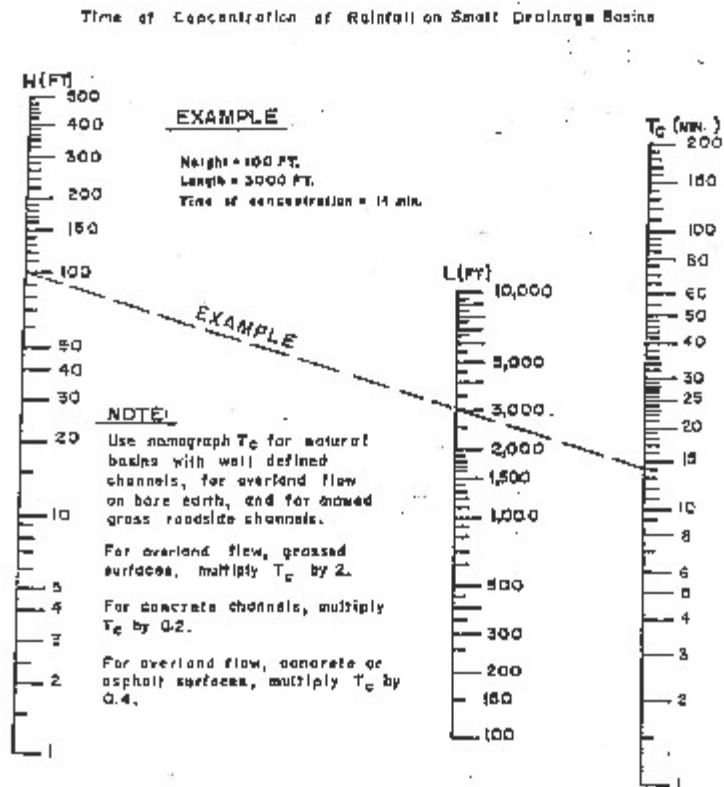 Time of Concentration of Rainfall on Small Drainage Basins
H (FT)
500
400
300
200
150
100
50
40
30
20
10
5
4
3
2
1
EXAMPLE
Height = 100 FT.
Length = 3000 FT.
Time of concentration = 14 min.
EXAMPLE
NOTE:
Use nomograph Tc for natural
basins with well defined
channels, for overland flow
on bare earth, and for mowed
grass roadside channels.
For overland flow, grassed
surfaces, multiply Tc by 2.
For concrete channels, multiply
Tc by 0.2.
For overland flow, concrete or
asphalt surfaces, multiply Tc by
0.4.
L (FT)
10,000
5,000
3,000
2,000
1,500
1,000
500
300
200
150
100
Tc (MIN.)
200
150
100
80
60
50
40
30
25
20
15
10
8
6
5
4
3
2
1